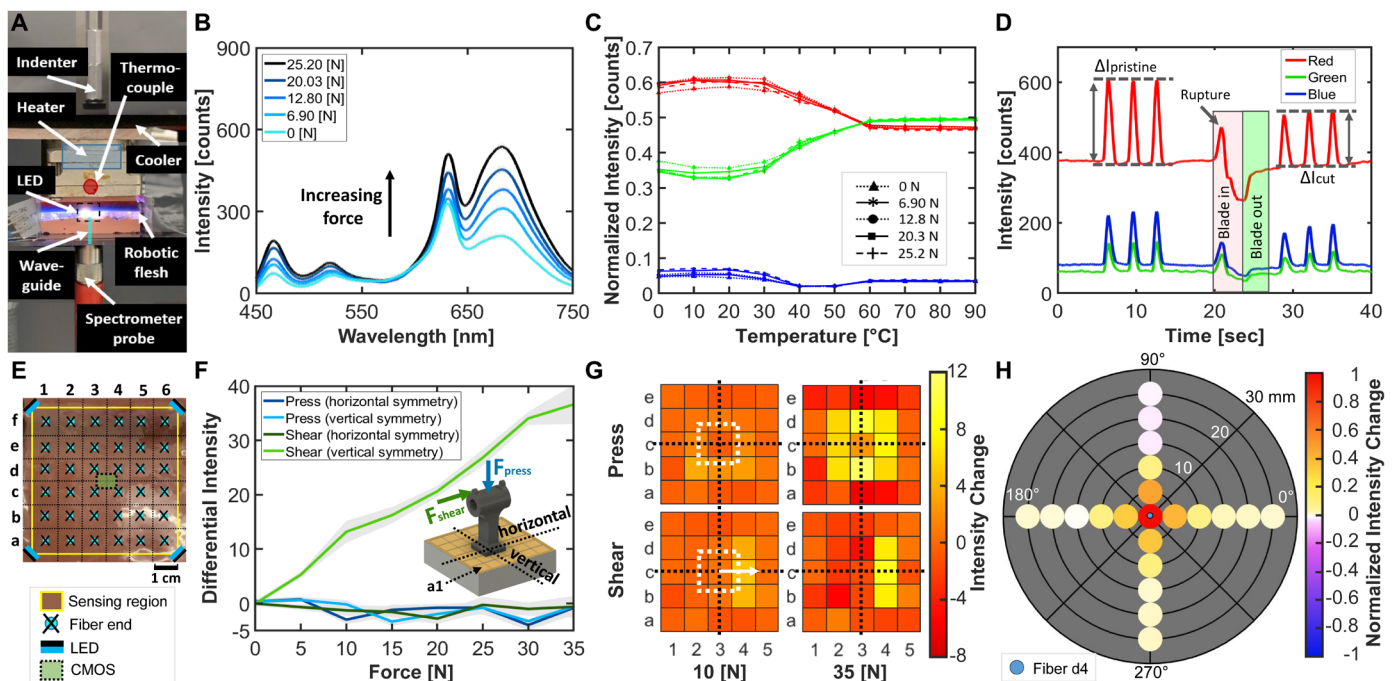 A
Indenter
Thermo-
couple
Heater
Cooler
LED
Wave-
guide
Robotic
flesh
Spectrometer
probe
B
Intensity [counts]
900
600
300
0
25.20 [N]
20.03 [N]
12.80 [N]
6.90 [N]
0 [N]
Increasing
force
450 550 650 750
Wavelength [nm]
C
Normalized Intensity [counts]
0.7
0.6
0.5
0.4
0.3
0.2
0.1
0
0 N
6.90 N
12.8 N
20.3 N
25.2 N
0 10 20 30 40 50 60 70 80 90
Temperature [°C]
D
Intensity [counts]
600
400
200
0
ΔIpristine
Rupture
Red
Green
Blue
ΔIcut
Blade in
Blade out
0 10 20 30 40
Time [sec]
E
1 2 3 4 5 6
f
e
d
c
b
a
1 cm
Sensing region
Fiber end
LED
CMOS
F
Differential Intensity
40
30
20
10
0
-5
Press (horizontal symmetry)
Press (vertical symmetry)
Shear (horizontal symmetry)
Shear (vertical symmetry)
Fpress
Fshear
horizontal
vertical
a1
0 5 10 15 20 25 30 35
Force [N]
G
Press
e
d
c
b
a
e
d
c
b
a
Shear
e
d
c
b
a
e
d
c
b
a
1 2 3 4 5
1 2 3 4 5
10 [N]
35 [N]
12
8
4
0
-4
-8
Intensity Change
H
90°
30 mm
20
10
180°
0°
270°
Fiber d4
1
0.8
0.6
0.4
0.2
0
-0.2
-0.4
-0.6
-0.8
-1
Normalized Intensity Change